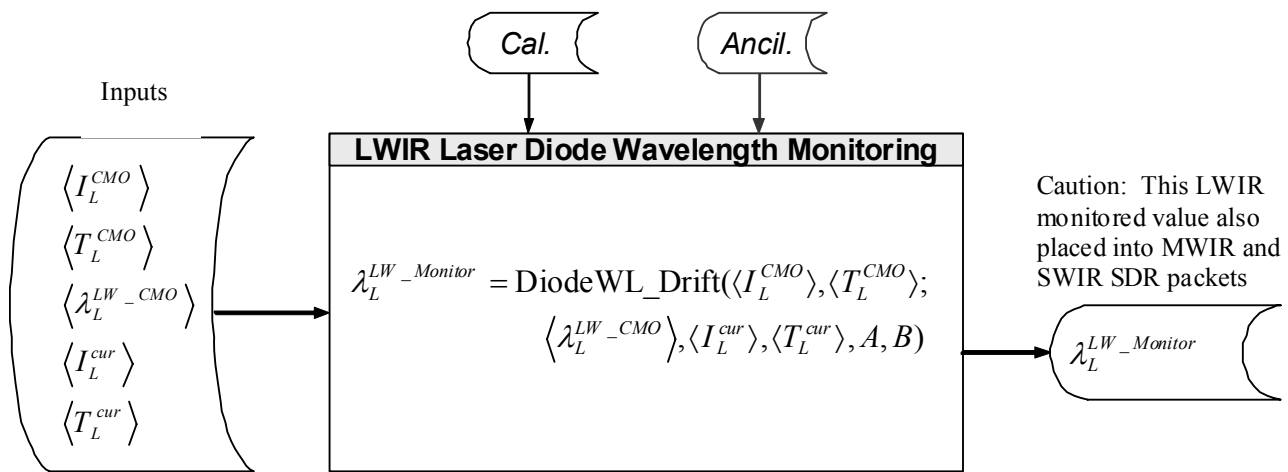 Cal.
Ancil.
Inputs
⟨I_L^{CMO}⟩
⟨T_L^{CMO}⟩
⟨λ_L^{LW_CMO}⟩
⟨I_L^{cur}⟩
⟨T_L^{cur}⟩
LWIR Laser Diode Wavelength Monitoring
λ_L^{LW_Monitor} = DiodeWL_Drift(⟨I_L^{CMO}⟩,⟨T_L^{CMO}⟩;
⟨λ_L^{LW_CMO}⟩,⟨I_L^{cur}⟩,⟨T_L^{cur}⟩, A, B)
Caution: This LWIR
monitored value also
placed into MWIR and
SWIR SDR packets
λ_L^{LW_Monitor}